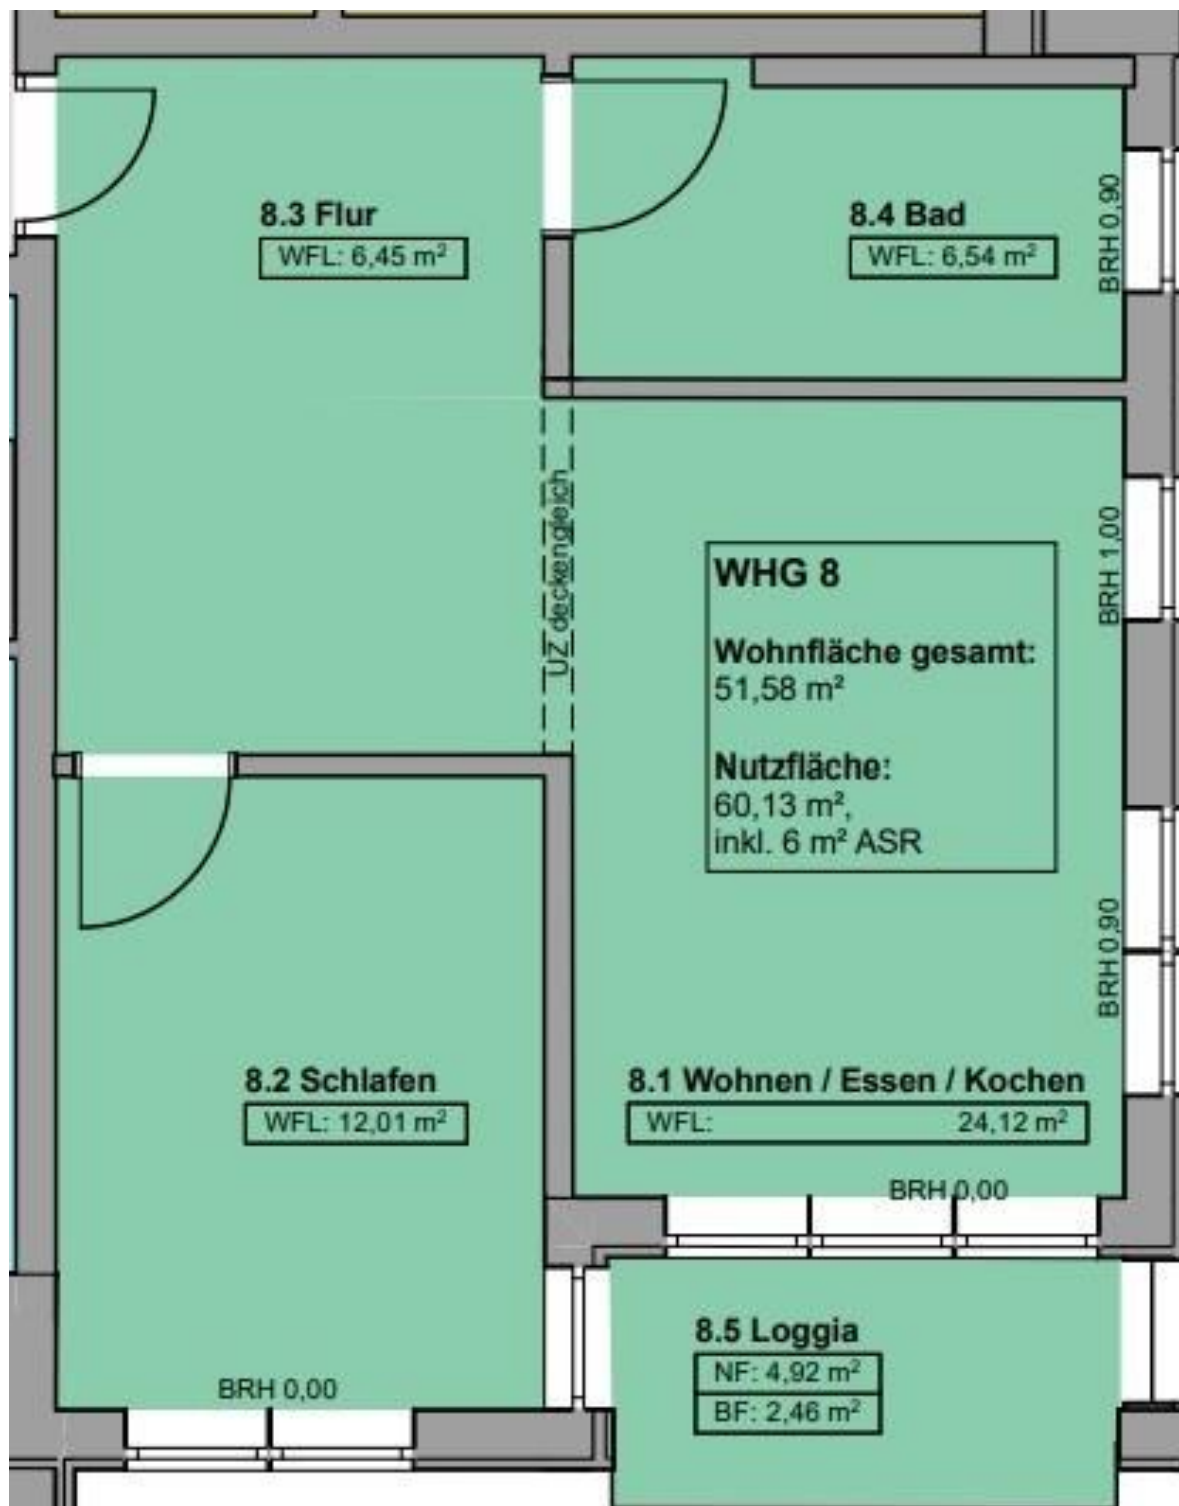 8.3 Flur
WFL: 6,45 m²
8.4 Bad
WFL: 6,54 m²
BRH 0,90
UZ deckengleich
WHG 8
Wohnfläche gesamt:
51,58 m²
Nutzfläche:
60,13 m²,
inkl. 6 m² ASR
BRH 1,00
BRH 0,90
8.2 Schlafen
WFL: 12,01 m²
8.1 Wohnen / Essen / Kochen
WFL: 24,12 m²
BRH 0,00
8.5 Loggia
NF: 4,92 m²
BF: 2,46 m²
BRH 0,00